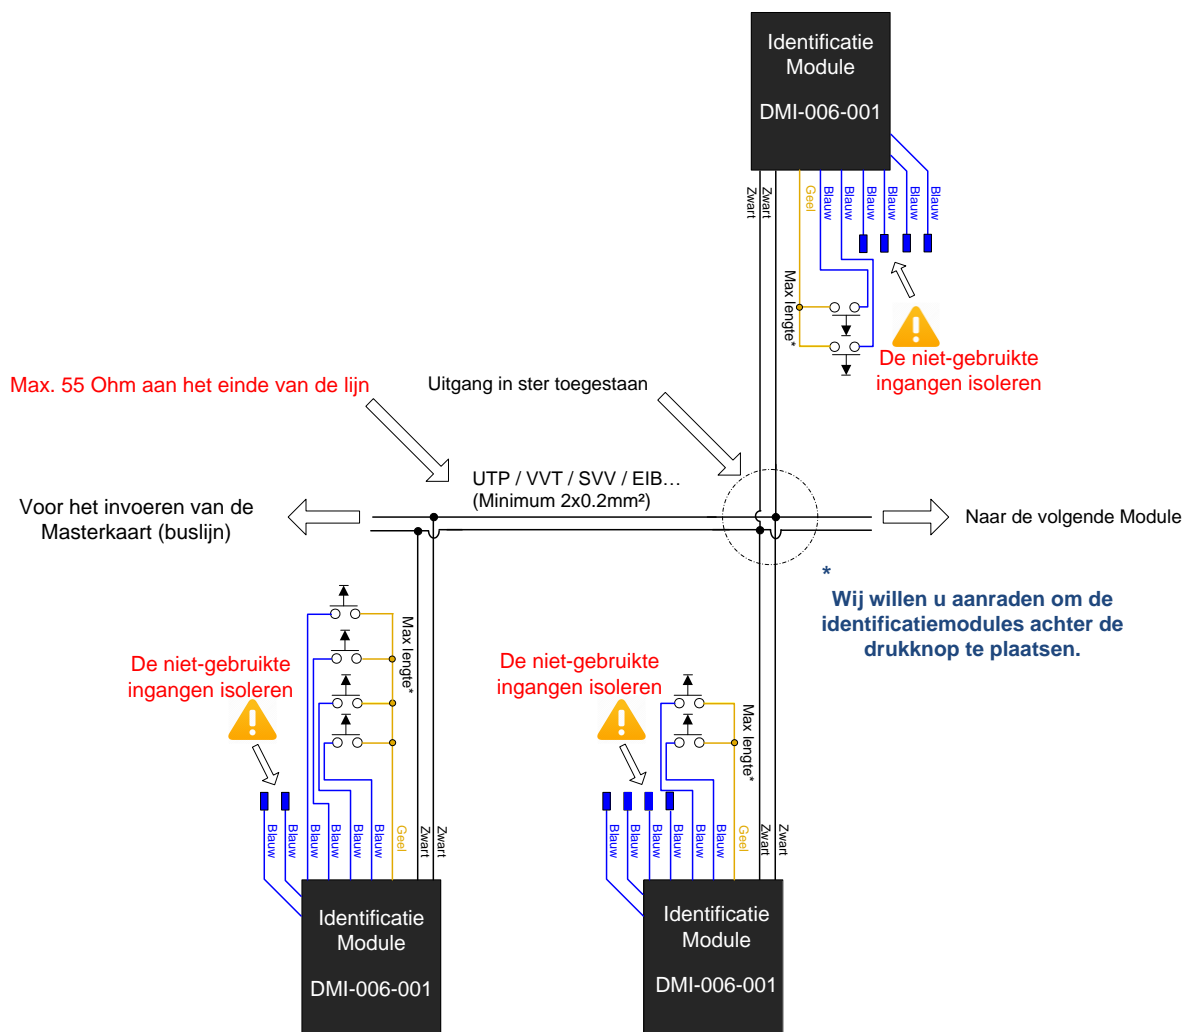 Identificatie
Module
DMI-006-001
Zwart
Zwart
Geel
Blauw
Blauw
Blauw
Blauw
Blauw
Blauw
Max lengte*
De niet-gebruikte
ingangen isoleren
Max. 55 Ohm aan het einde van de lijn
Uitgang in ster toegestaan
UTP / VVT / SVV / EIB…
(Minimum 2x0.2mm²)
Voor het invoeren van de
Masterkaart (buslijn)
Naar de volgende Module
*
Wij willen u aanraden om de
identificatiemodules achter de
drukknop te plaatsen.
De niet-gebruikte
ingangen isoleren
Max lengte*
Blauw
Blauw
Blauw
Blauw
Blauw
Blauw
Geel
Zwart
Zwart
Identificatie
Module
DMI-006-001
De niet-gebruikte
ingangen isoleren
Max lengte*
Blauw
Blauw
Blauw
Blauw
Blauw
Blauw
Geel
Zwart
Zwart
Identificatie
Module
DMI-006-001